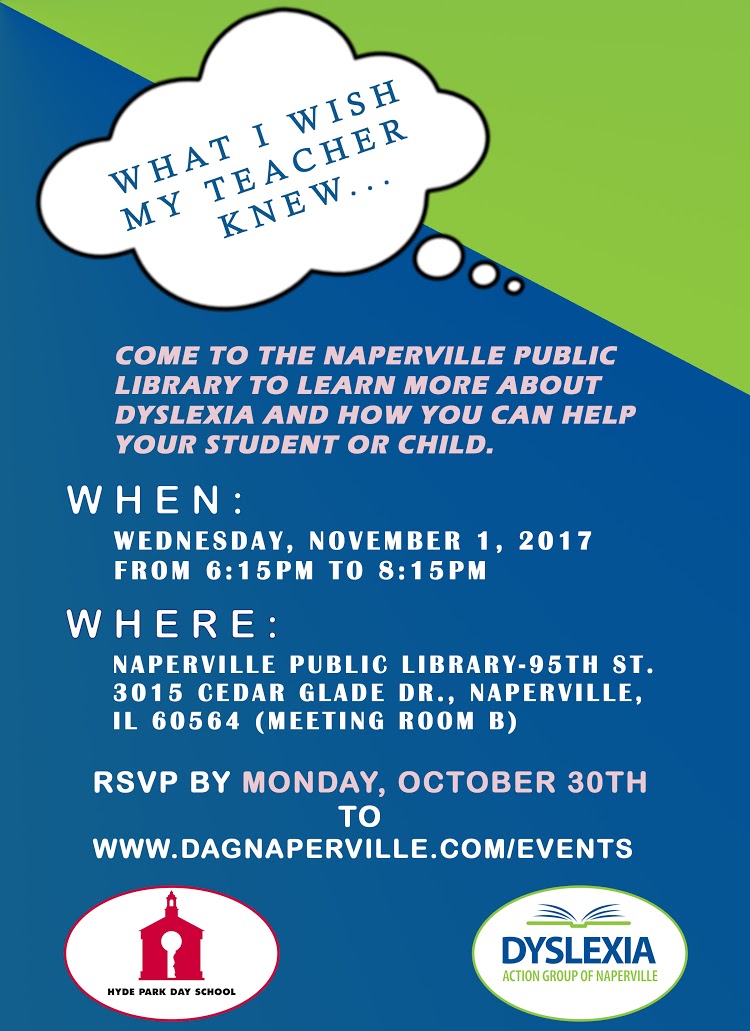 WHAT I WISH
MY TEACHER
KNEW...
COME TO THE NAPERVILLE PUBLIC
LIBRARY TO LEARN MORE ABOUT
DYSLEXIA AND HOW YOU CAN HELP
YOUR STUDENT OR CHILD.
WHEN:
WEDNESDAY, NOVEMBER 1, 2017
FROM 6:15PM TO 8:15PM
WHERE:
NAPERVILLE PUBLIC LIBRARY-95TH ST.
3015 CEDAR GLADE DR., NAPERVILLE,
IL 60564 (MEETING ROOM B)
RSVP BY MONDAY, OCTOBER 30TH
TO
WWW.DAGNAPERVILLE.COM/EVENTS
HYDE PARK DAY SCHOOL
DYSLEXIA
ACTION GROUP OF NAPERVILLE